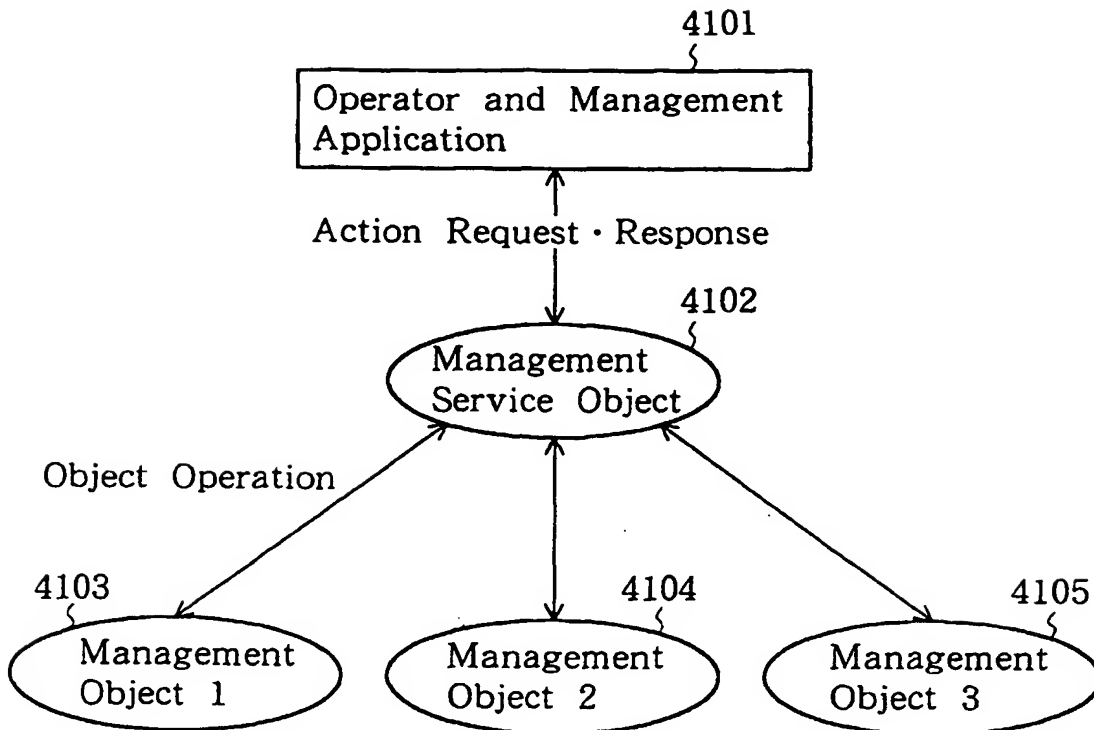 4101
Operator and Management
Application
Action Request・Response
4102
Management
Service Object
Object Operation
4103
4104
4105
Management
Object 1
Management
Object 2
Management
Object 3